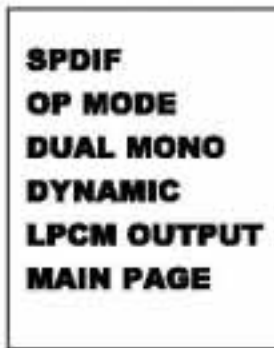 SPDIF
OP MODE
DUAL MONO
DYNAMIC
LPCM OUTPUT
MAIN PAGE